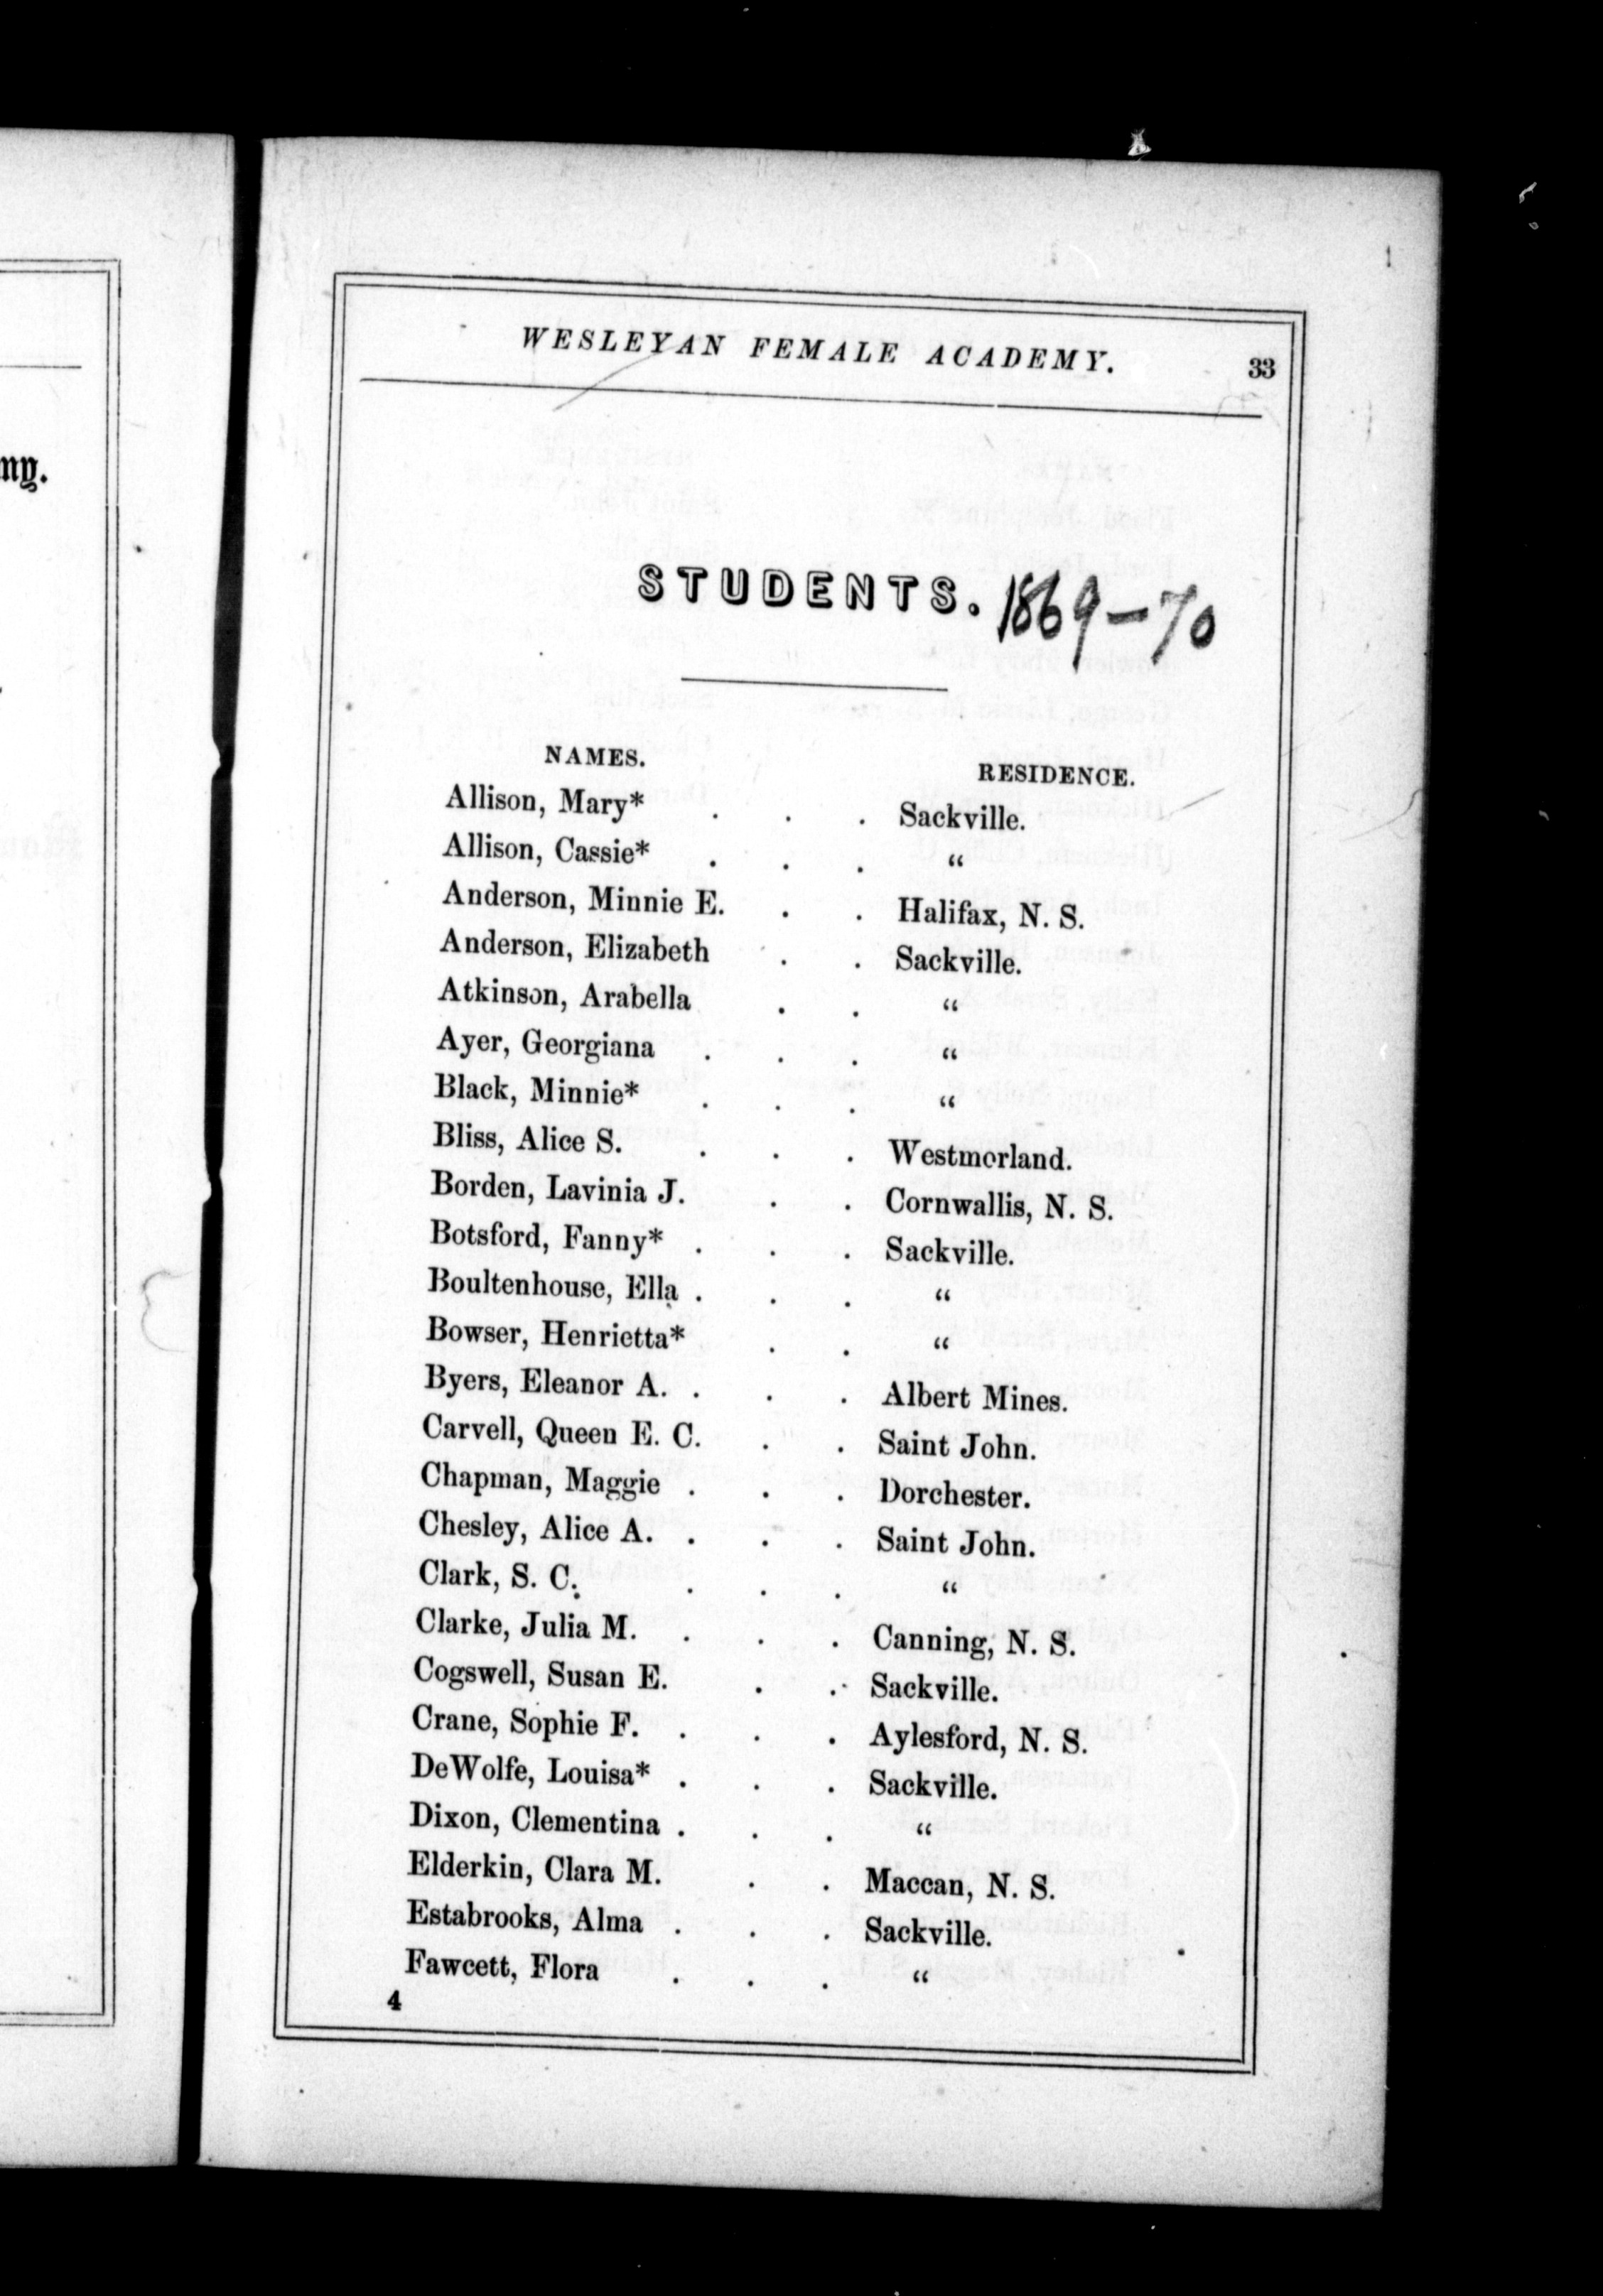 my.
WESLEYAN FEMALE ACADEMY. 33
STUDENTS. 1869-70
NAMES. RESIDENCE.
Allison, Mary* . . . Sackville.
Allison, Cassie* . . . “
Anderson, Minnie E. . . Halifax, N. S.
Anderson, Elizabeth . . Sackville.
Atkinson, Arabella . . “
Ayer, Georgiana . . . “
Black, Minnie* . . . “
Bliss, Alice S. . . . Westmorland.
Borden, Lavinia J. . . Cornwallis, N. S.
Botsford, Fanny* . . . Sackville.
Boultenhouse, Ella . . . “
Bowser, Henrietta* . . “
Byers, Eleanor A. . . . Albert Mines.
Carvell, Queen E. C. . . Saint John.
Chapman, Maggie . . . Dorchester.
Chesley, Alice A. . . . Saint John.
Clark, S. C. . . . “
Clarke, Julia M. . . . Canning, N. S.
Cogswell, Susan E. . . Sackville.
Crane, Sophie F. . . . Aylesford, N. S.
DeWolfe, Louisa* . . . Sackville.
Dixon, Clementina . . . “
Elderkin, Clara M. . . Maccan, N. S.
Estabrooks, Alma . . . Sackville.
Fawcett, Flora . . . “
4